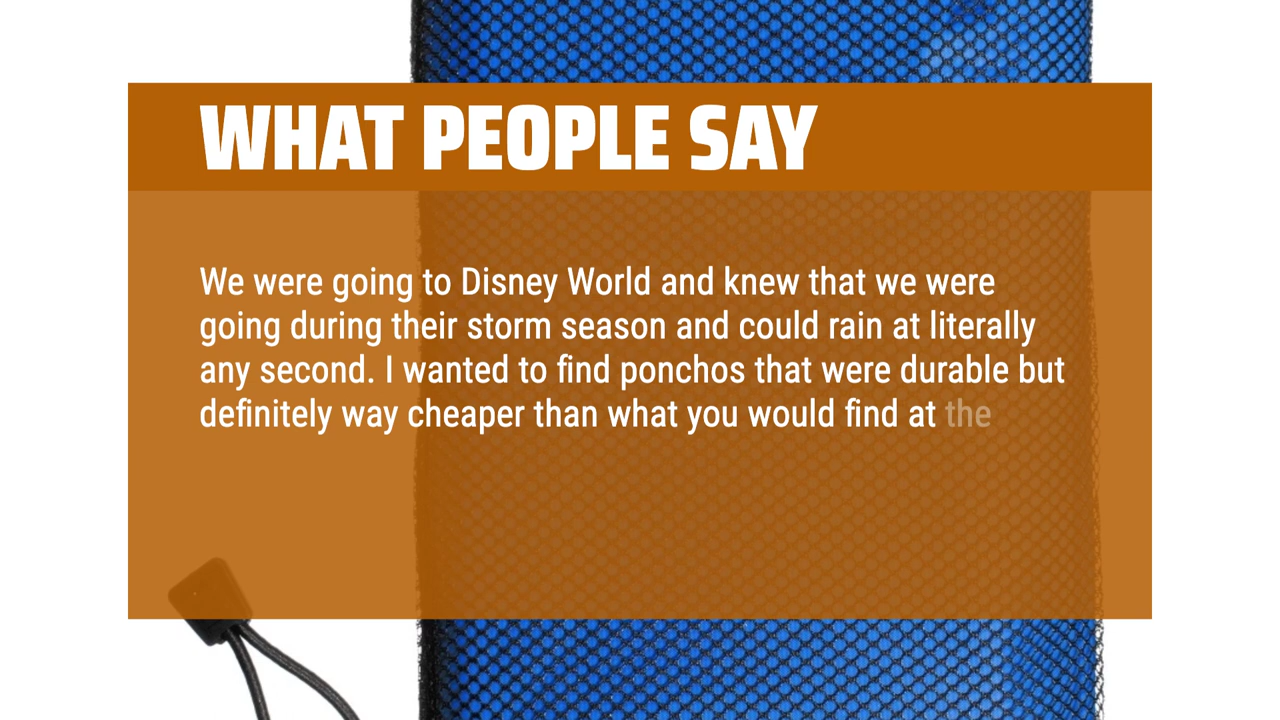 WHAT PEOPLE SAY
We were going to Disney World and knew that we were
going during their storm season and could rain at literally
any second. I wanted to find ponchos that were durable but
definitely way cheaper than what you would find at the